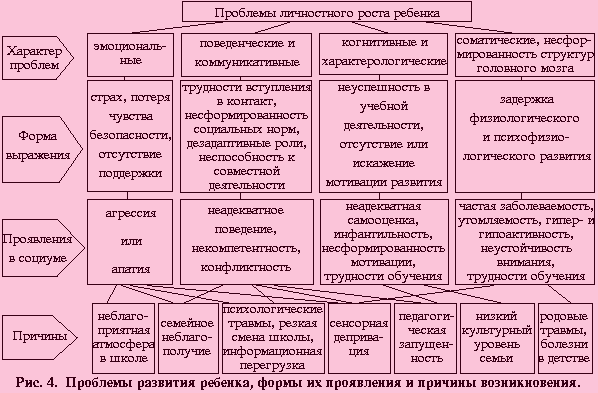 Проблемы личностного роста ребенка
Характер
проблем
эмоциональ-
ные
поведенческие и
коммуникативные
когнитивные и
характерологические
соматические, несфор-
мированность структур
головного мозга
Форма
выражения
страх, потеря
чувства
безопасности,
отсутствие
поддержки
трудности вступления
в контакт,
несформированность
социальных норм,
дезадаптивные роли,
неспособность к
совместной
деятельности
неуспешность в
учебной
деятельности,
отсутствие или
искажение
мотивации развития
задержка
физиологического
и психофизио-
логического развития
Проявления
в социуме
агрессия
или
апатия
неадекватное
поведение,
некомпетентность,
конфликтность
неадекватная
самооценка,
инфантильность,
несформированность
мотивации,
трудности обучения
частая заболеваемость,
утомляемость, гипер- и
гипоактивность,
неустойчивость
внимания,
трудности обучения
Причины
неблаго-
приятная
атмосфера
в школе
семейное
неблаго-
получие
психологические
травмы, резкая
смена школы,
информационная
перегрузка
сенсорная
деприва-
ция
педагоги-
ческая
запущен-
ность
низкий
культурный
уровень
семьи
родовые
травмы,
болезни
в детстве
Рис. 4. Проблемы развития ребенка, формы их проявления и причины возникновения.